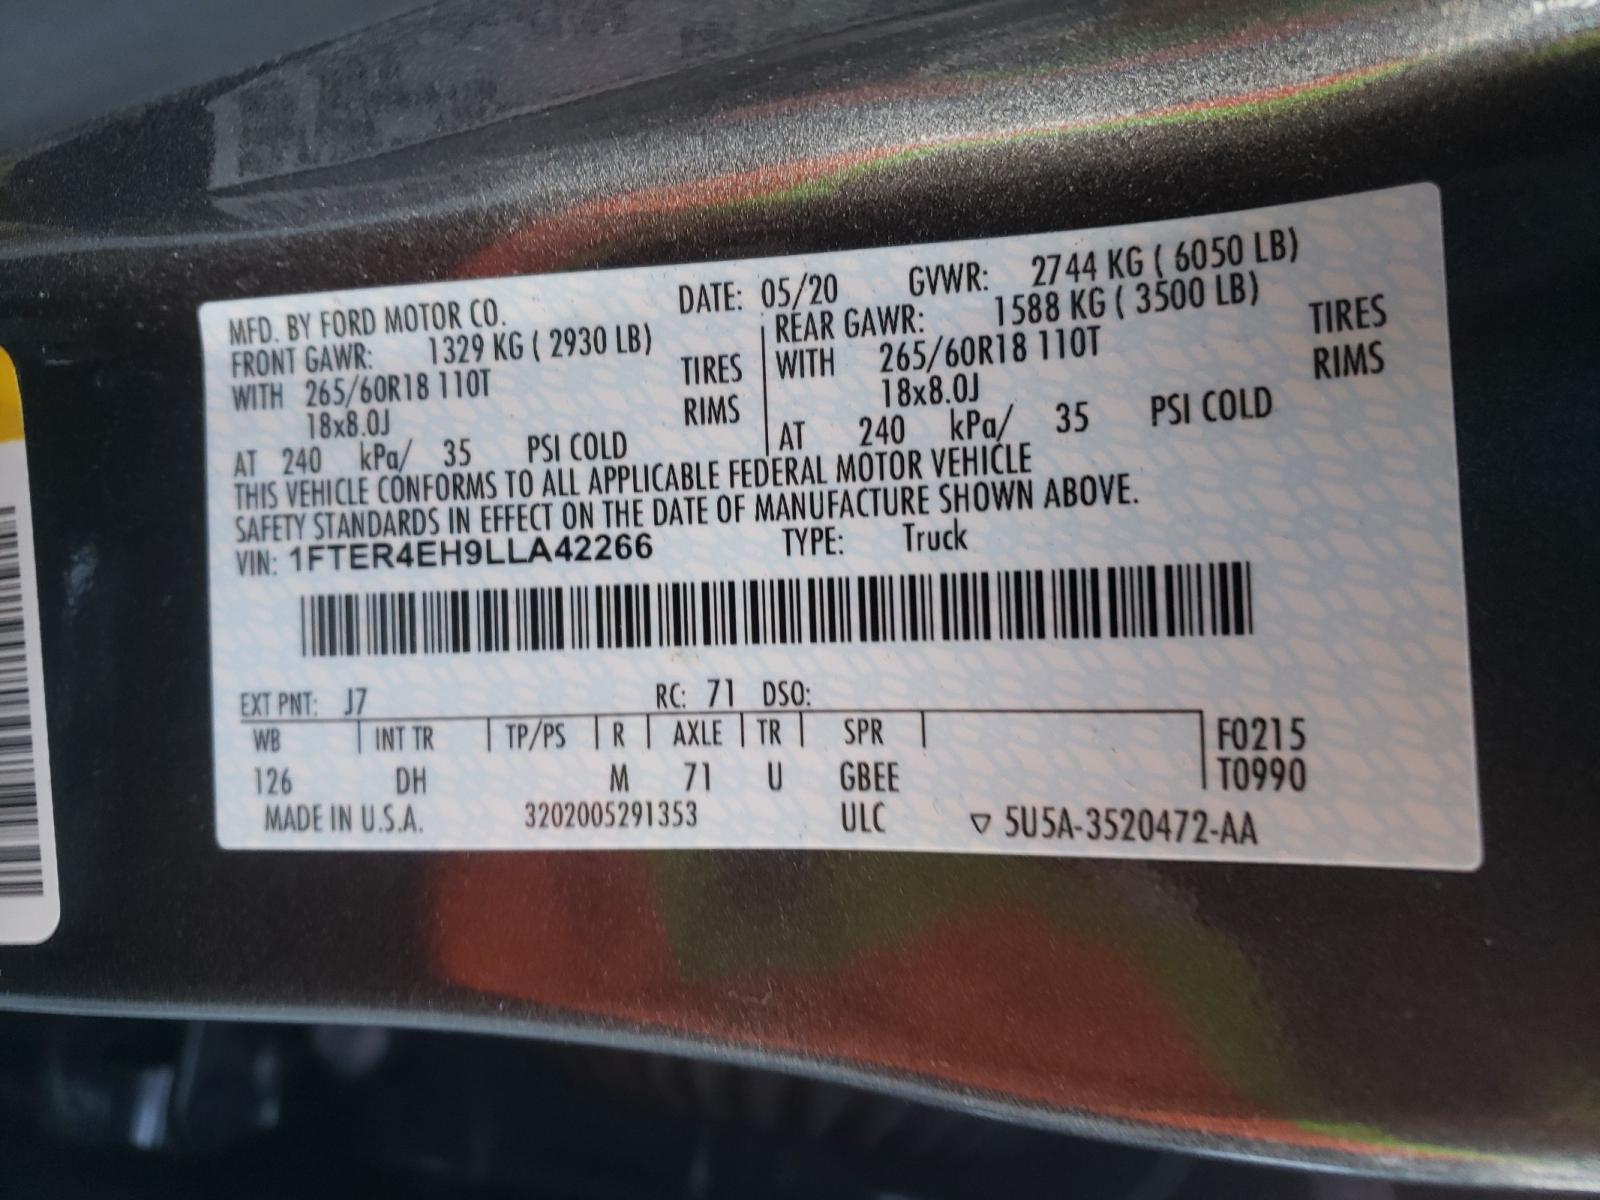 MFD. BY FORD MOTOR CO. DATE: 05/20 GVWR: 2744 KG ( 6050 LB)
FRONT GAWR: 1329 KG ( 2930 LB) REAR GAWR: 1588 KG ( 3500 LB)
WITH 265/60R18 110T TIRES WITH 265/60R18 110T TIRES
18x8.0J RIMS 18x8.0J RIMS
AT 240 kPa/ 35 PSI COLD AT 240 kPa/ 35 PSI COLD
THIS VEHICLE CONFORMS TO ALL APPLICABLE FEDERAL MOTOR VEHICLE
SAFETY STANDARDS IN EFFECT ON THE DATE OF MANUFACTURE SHOWN ABOVE.
VIN: 1FTER4EH9LLA42266 TYPE: Truck
EXT PNT: J7 RC: 71 DSO:
WB INT TR TP/PS R AXLE TR SPR F0215
126 DH M 71 U GBEE T0990
MADE IN U.S.A. 3202005291353 ULC ▽ 5U5A-3520472-AA